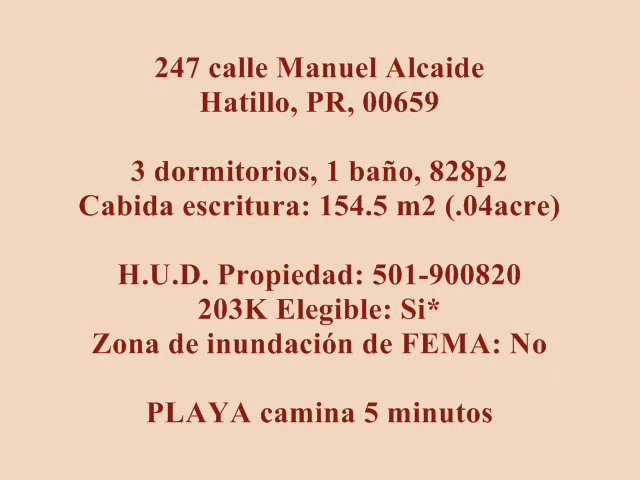 247 calle Manuel Alcaide
Hatillo, PR, 00659
3 dormitorios, 1 baño, 828p2
Cabida escritura: 154.5 m2 (.04acre)
H.U.D. Propiedad: 501-900820
203K Elegible: Si*
Zona de inundación de FEMA: No
PLAYA camina 5 minutos